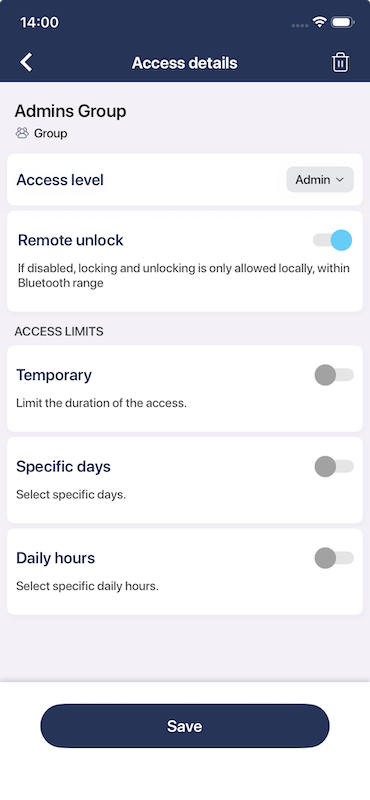 14:00
Access details
Admins Group
Group
Access level
Admin
Remote unlock
If disabled, locking and unlocking is only allowed locally, within
Bluetooth range
ACCESS LIMITS
Temporary
Limit the duration of the access.
Specific days
Select specific days.
Daily hours
Select specific daily hours.
Save